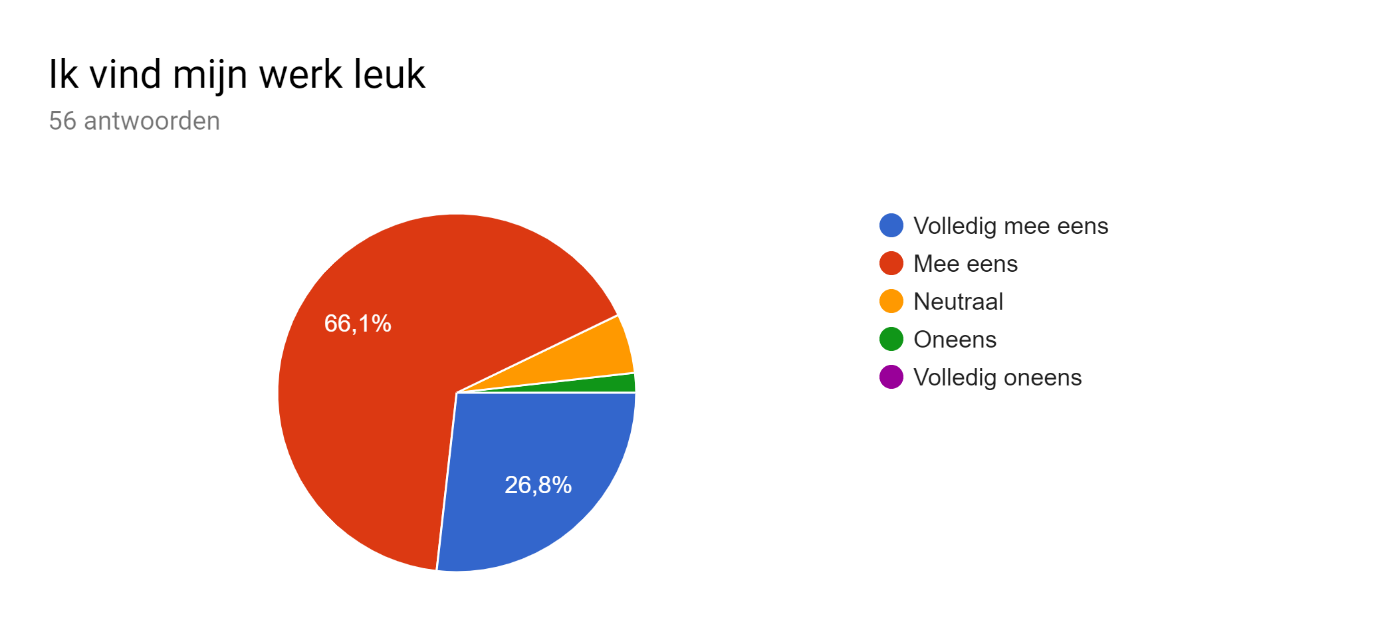 Ik vind mijn werk leuk
56 antwoorden
66,1%
26,8%
Volledig mee eens
Mee eens
Neutraal
Oneens
Volledig oneens